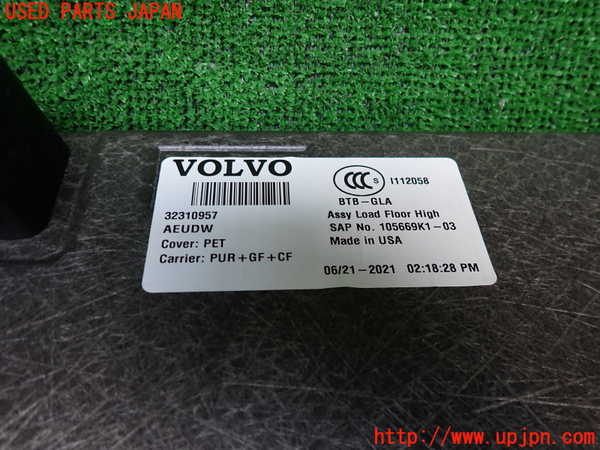 USED PARTS JAPAN
VOLVO
32310957
AEUDW
Cover: PET
Carrier: PUR+GF+CF
CCC S I112058
BTB-GLA
Assy Load Floor High
SAP No. 105669K1-03
Made in USA
06/21-2021 02:18:28 PM
http://www.upjpn.com